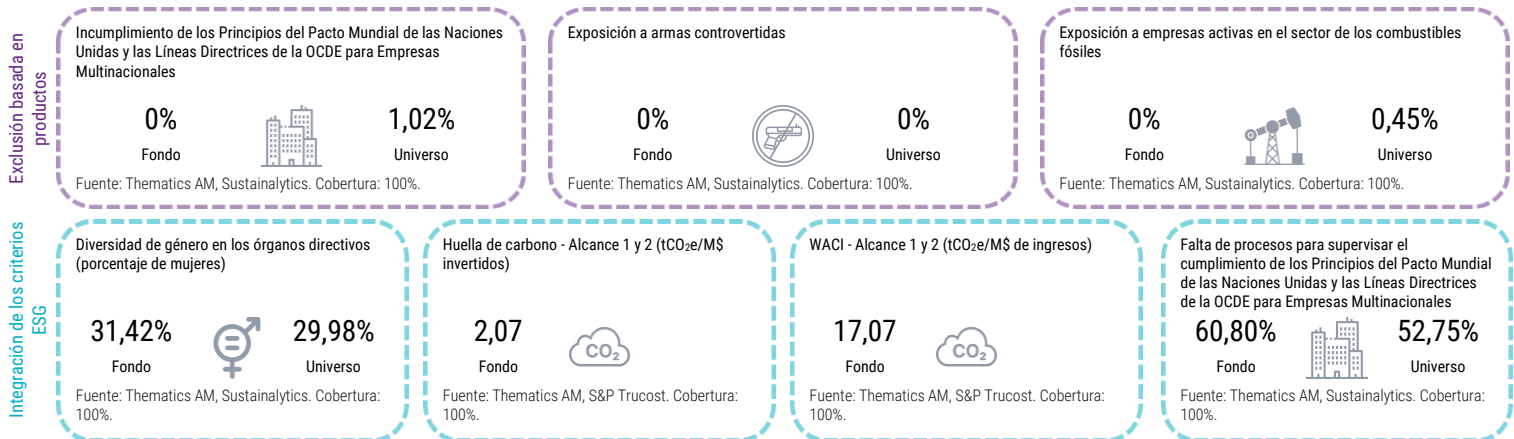 Exclusión basada en
productos
Incumplimiento de los Principios del Pacto Mundial de las Naciones
Unidas y las Líneas Directrices de la OCDE para Empresas
Multinacionales
0%
Fondo
1,02%
Universo
Fuente: Thematics AM, Sustainalytics. Cobertura: 100%.
Exposición a armas controvertidas
0%
Fondo
0%
Universo
Fuente: Thematics AM, Sustainalytics. Cobertura: 100%.
Exposición a empresas activas en el sector de los combustibles
fósiles
0%
Fondo
0,45%
Universo
Fuente: Thematics AM, Sustainalytics. Cobertura: 100%.
Integración de los criterios
ESG
Diversidad de género en los órganos directivos
(porcentaje de mujeres)
31,42%
Fondo
29,98%
Universo
Fuente: Thematics AM, Sustainalytics. Cobertura:
100%.
Huella de carbono - Alcance 1 y 2 (tCO₂e/M$
invertidos)
2,07
Fondo
CO₂
Fuente: Thematics AM, S&P Trucost. Cobertura:
100%.
WACI - Alcance 1 y 2 (tCO₂e/M$ de ingresos)
17,07
Fondo
CO₂
Fuente: Thematics AM, S&P Trucost. Cobertura:
100%.
Falta de procesos para supervisar el
cumplimiento de los Principios del Pacto Mundial
de las Naciones Unidas y las Líneas Directrices
de la OCDE para Empresas Multinacionales
60,80%
Fondo
52,75%
Universo
Fuente: Thematics AM, Sustainalytics. Cobertura:
100%.